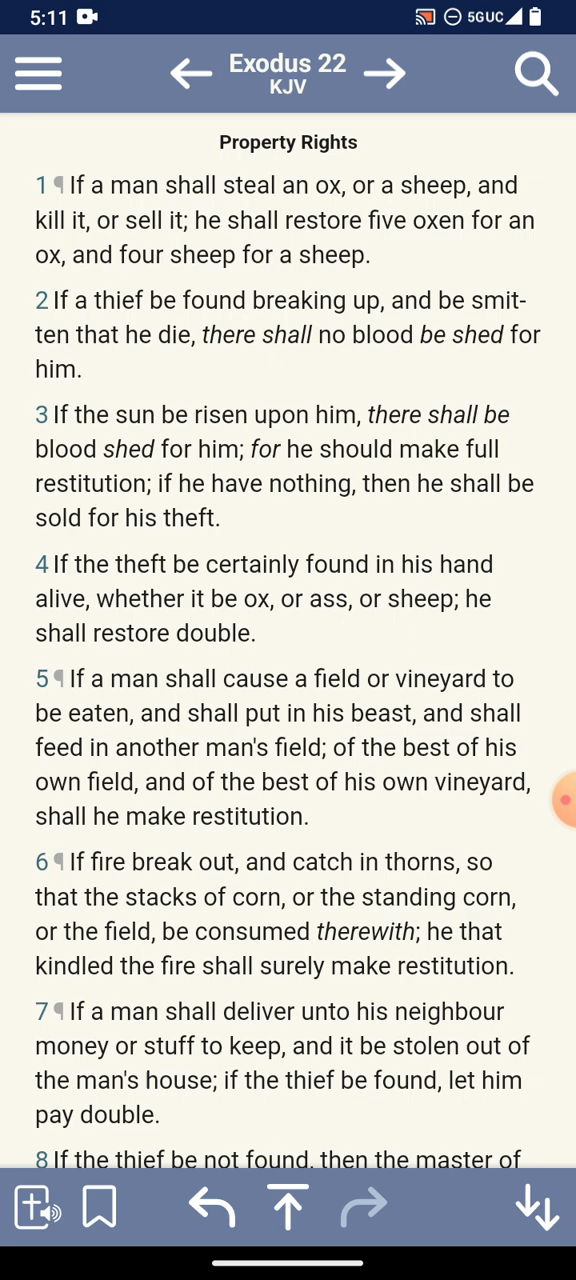 5:11
5GUC
Exodus 22
KJV
Property Rights
1 ¶ If a man shall steal an ox, or a sheep, and
kill it, or sell it; he shall restore five oxen for an
ox, and four sheep for a sheep.
2 If a thief be found breaking up, and be smit-
ten that he die, there shall no blood be shed for
him.
3 If the sun be risen upon him, there shall be
blood shed for him; for he should make full
restitution; if he have nothing, then he shall be
sold for his theft.
4 If the theft be certainly found in his hand
alive, whether it be ox, or ass, or sheep; he
shall restore double.
5 ¶ If a man shall cause a field or vineyard to
be eaten, and shall put in his beast, and shall
feed in another man's field; of the best of his
own field, and of the best of his own vineyard,
shall he make restitution.
6 ¶ If fire break out, and catch in thorns, so
that the stacks of corn, or the standing corn,
or the field, be consumed therewith; he that
kindled the fire shall surely make restitution.
7 ¶ If a man shall deliver unto his neighbour
money or stuff to keep, and it be stolen out of
the man's house; if the thief be found, let him
pay double.
8 If the thief be not found, then the master of